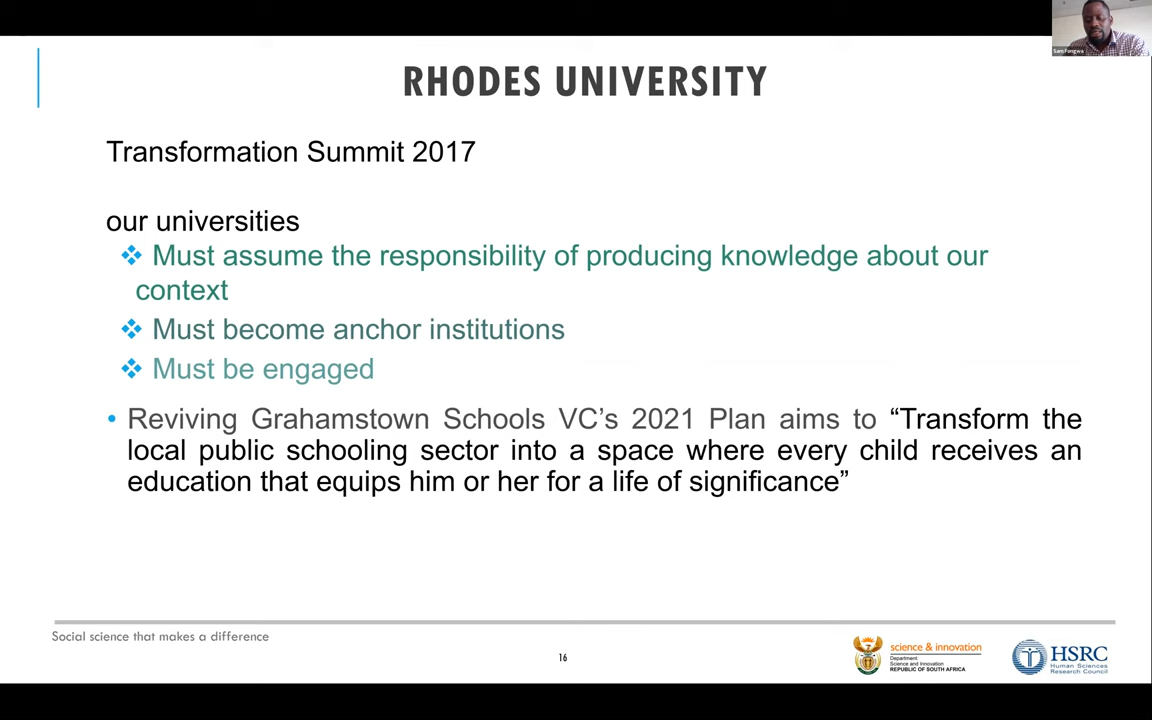 Sam Fongwa
RHODES UNIVERSITY
Transformation Summit 2017
our universities
❖ Must assume the responsibility of producing knowledge about our
context
❖ Must become anchor institutions
❖ Must be engaged
• Reviving Grahamstown Schools VC’s 2021 Plan aims to “Transform the
local public schooling sector into a space where every child receives an
education that equips him or her for a life of significance”
Social science that makes a difference
16
science & innovation
Department:
Science and Innovation
REPUBLIC OF SOUTH AFRICA
HSRC
Human Sciences
Research Council